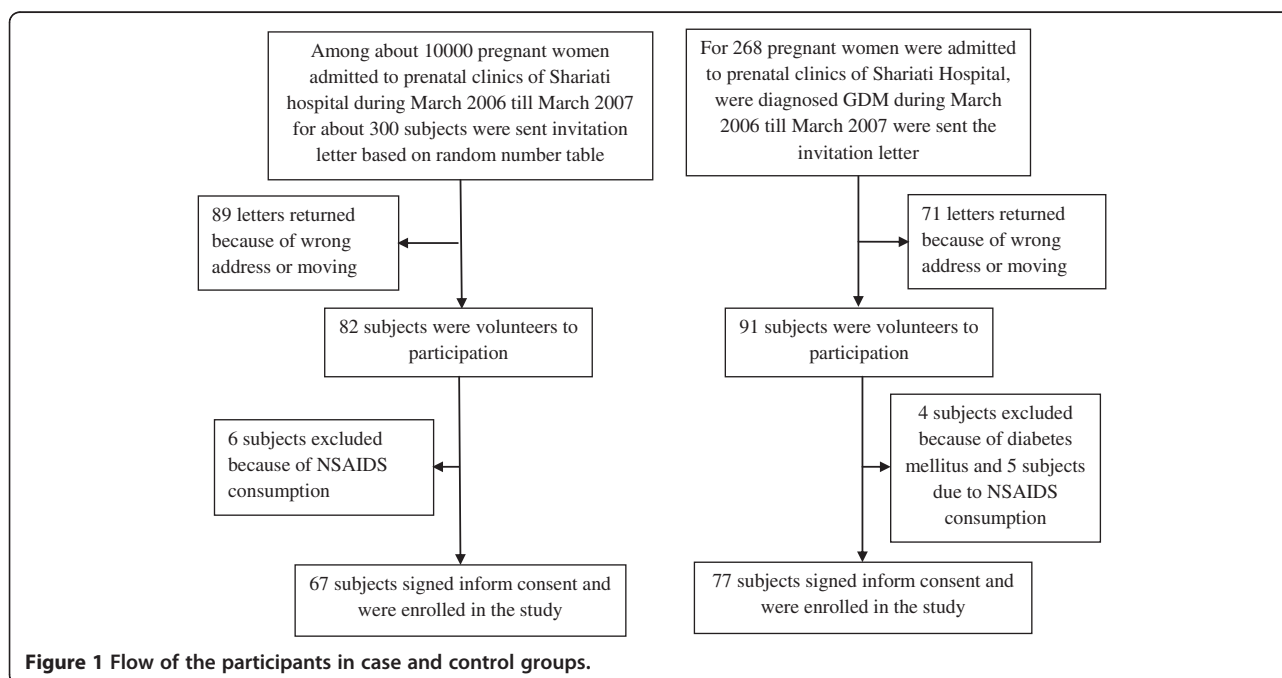 Among about 10000 pregnant women
admitted to prenatal clinics of Shariati
hospital during March 2006 till March 2007
for about 300 subjects were sent invitation
letter based on random number table
For 268 pregnant women were admitted
to prenatal clinics of Shariati Hospital,
were diagnosed GDM during March
2006 till March 2007 were sent the
invitation letter
89 letters returned
because of wrong
address or moving
71 letters returned
because of wrong
address or moving
82 subjects were volunteers to
participation
91 subjects were volunteers to
participation
6 subjects excluded
because of NSAIDS
consumption
4 subjects excluded
because of diabetes
mellitus and 5 subjects
due to NSAIDS
consumption
67 subjects signed inform consent and
were enrolled in the study
77 subjects signed inform consent and
were enrolled in the study
Figure 1 Flow of the participants in case and control groups.